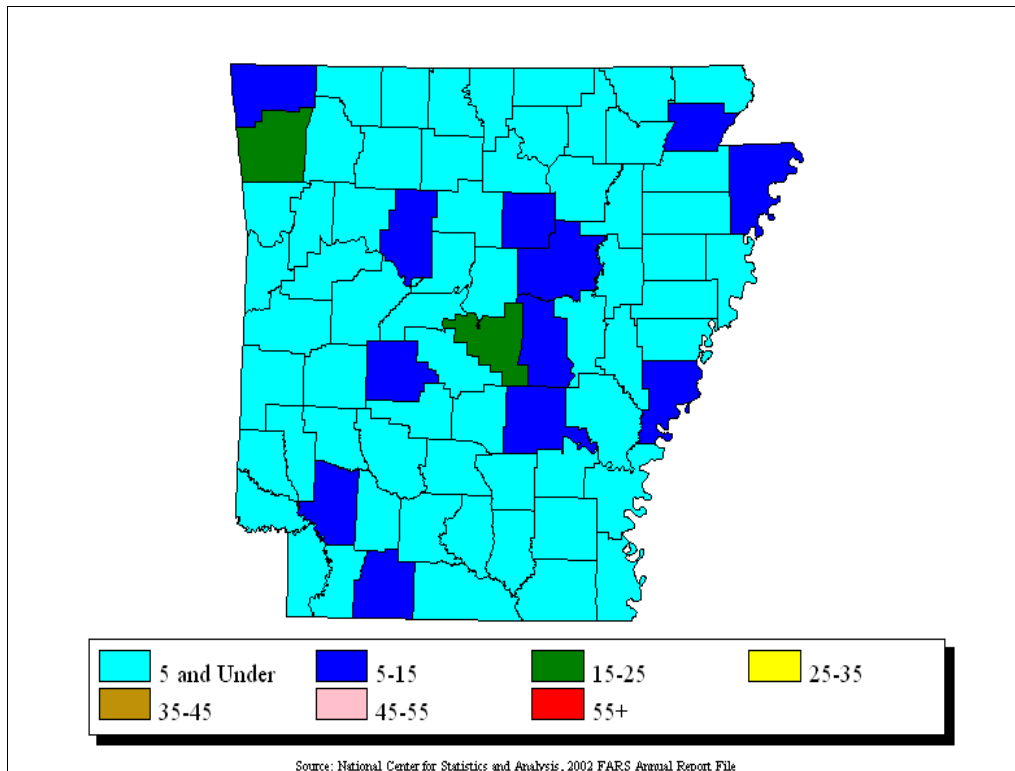 5 and Under 5-15 15-25 25-35
35-45 45-55 55+
Source: National Center for Statistics and Analysis, 2002 FARS Annual Report File